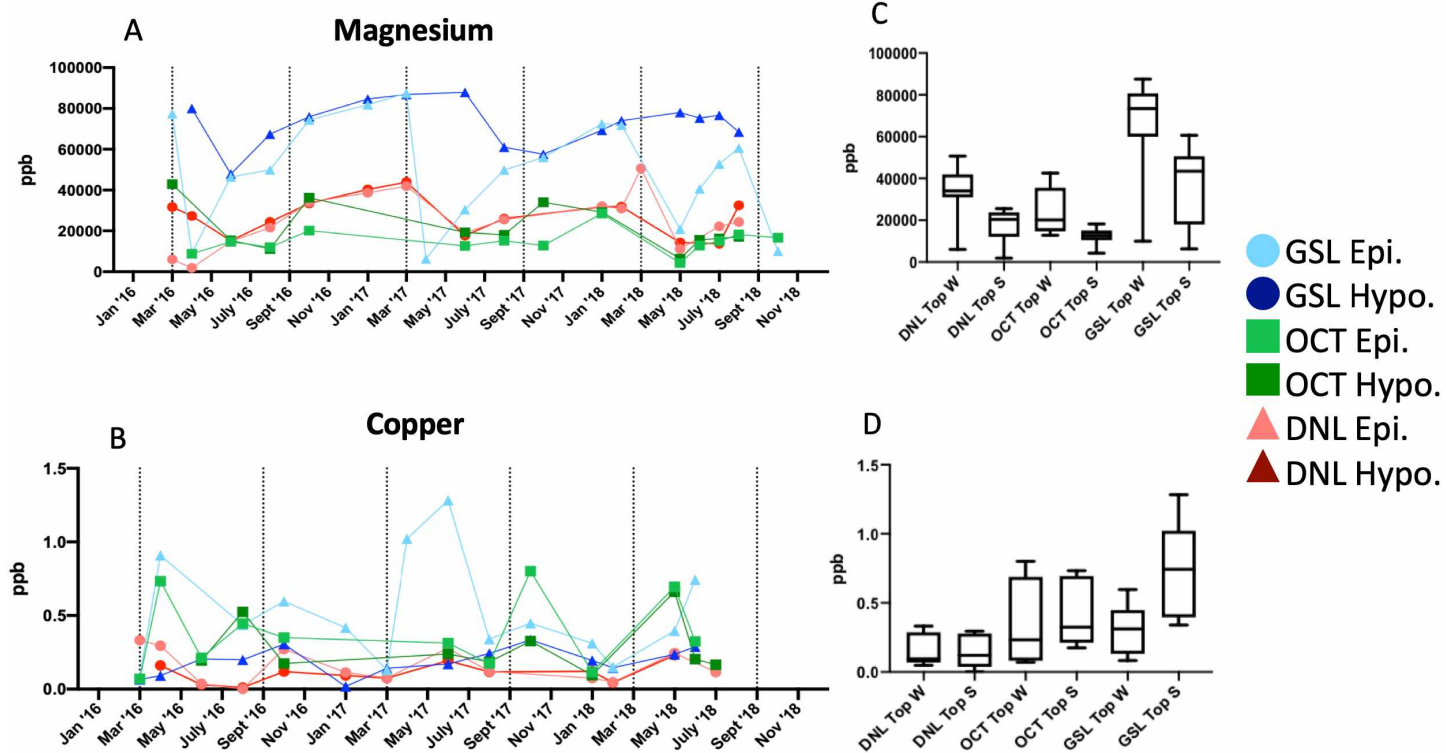 A
Magnesium
100000
80000
60000
40000
20000
0
ppb
Jan '16
Mar '16
May '16
July '16
Sept '16
Nov '16
Jan '17
Mar '17
May '17
July '17
Sept '17
Nov '17
Jan '18
Mar '18
May '18
July '18
Sept '18
Nov '18
C
100000
80000
60000
40000
20000
0
ppb
DNL Top W
DNL Top S
OCT Top W
OCT Top S
GSL Top W
GSL Top S
GSL Epi.
GSL Hypo.
OCT Epi.
OCT Hypo.
DNL Epi.
DNL Hypo.
B
Copper
1.5
1.0
0.5
0.0
ppb
Jan '16
Mar '16
May '16
July '16
Sept '16
Nov '16
Jan '17
Mar '17
May '17
July '17
Sept '17
Nov '17
Jan '18
Mar '18
May '18
July '18
Sept '18
Nov '18
D
1.5
1.0
0.5
0.0
ppb
DNL Top W
DNL Top S
OCT Top W
OCT Top S
GSL Top W
GSL Top S